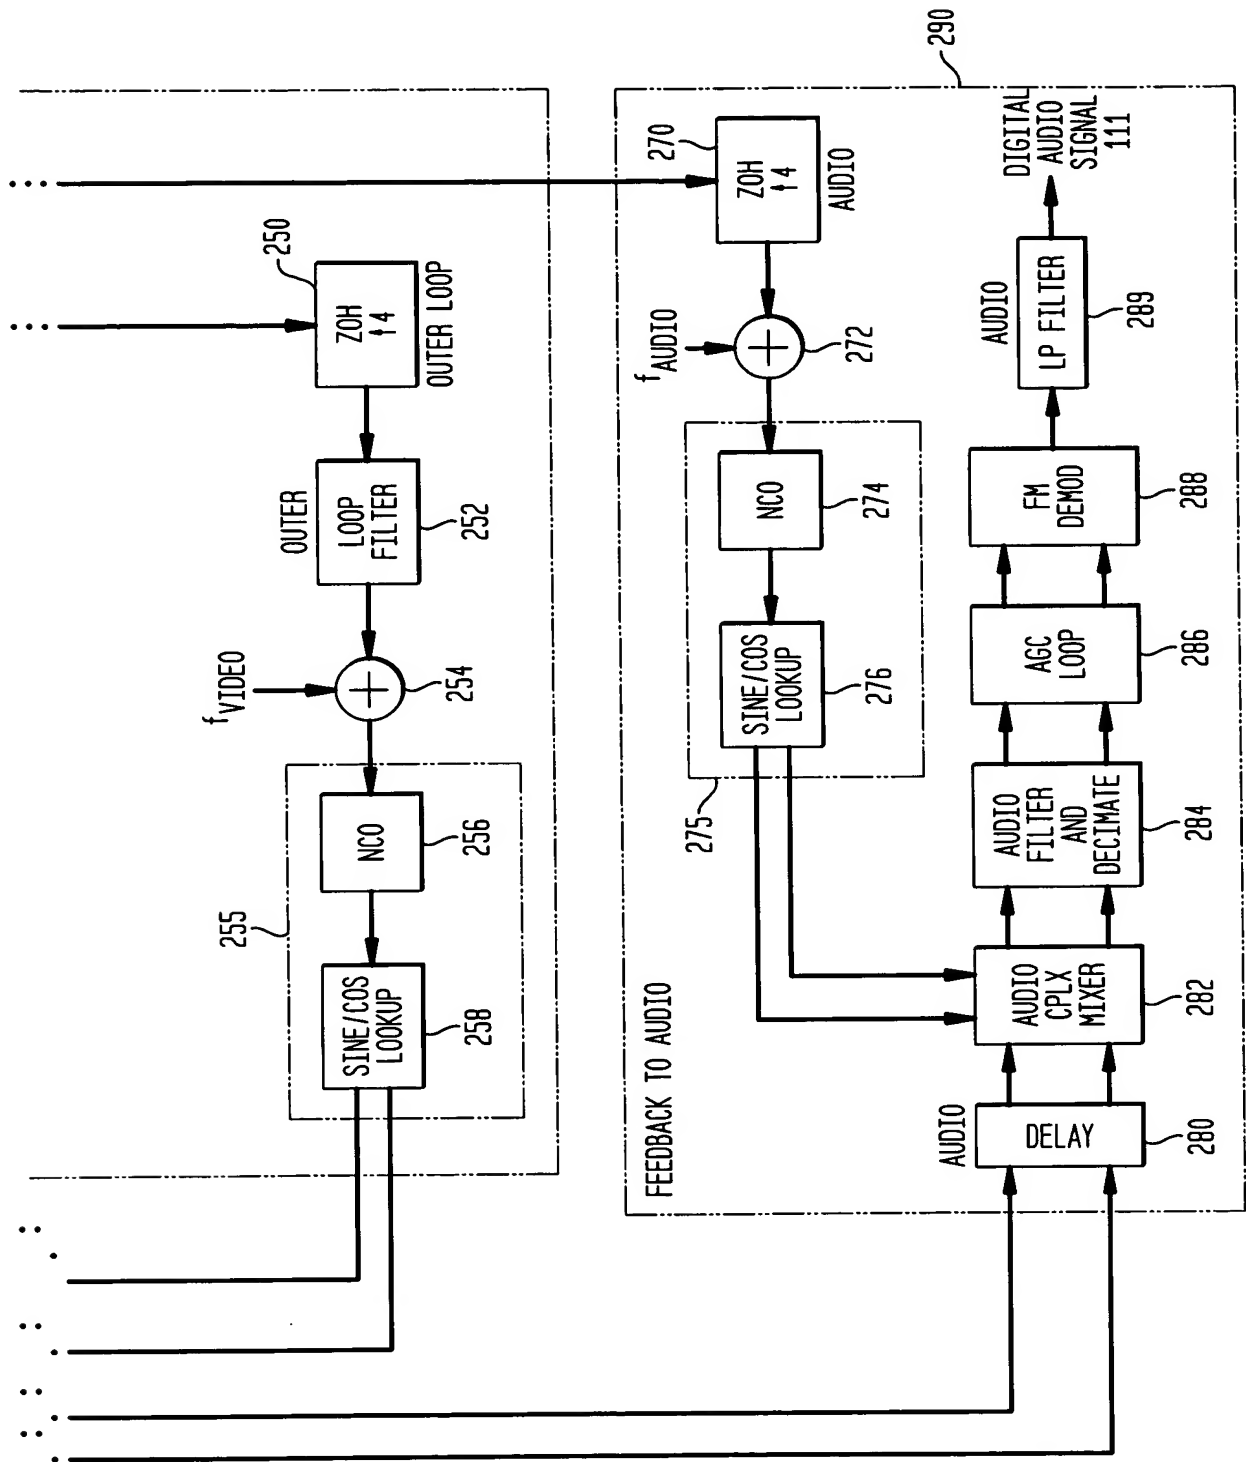 255
SINE/COS
LOOKUP
258
NCO
256
fVIDEO
254
OUTER
LOOP
FILTER
252
250
ZOH
↑4
OUTER LOOP
FEEDBACK TO AUDIO
275
SINE/COS
LOOKUP
276
NCO
274
fAUDIO
272
270
ZOH
↑4
AUDIO
290
AUDIO
DELAY
280
AUDIO
CPLX
MIXER
282
AUDIO
FILTER
AND
DECIMATE
284
AGC
LOOP
286
FM
DEMOD
288
AUDIO
LP FILTER
289
DIGITAL
AUDIO
SIGNAL
111